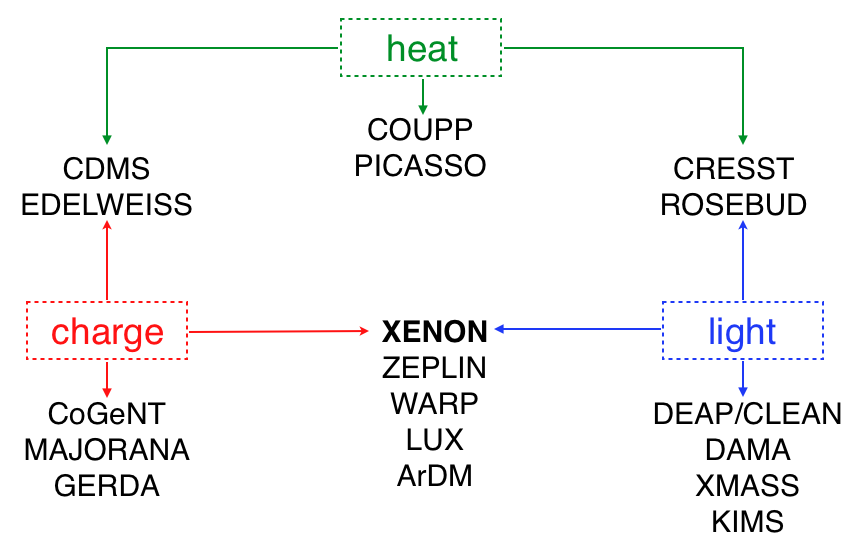 heat
COUPP
PICASSO
CDMS
EDELWEISS
CRESST
ROSEBUD
charge
XENON
ZEPLIN
WARP
LUX
ArDM
light
CoGeNT
MAJORANA
GERDA
DEAP/CLEAN
DAMA
XMASS
KIMS